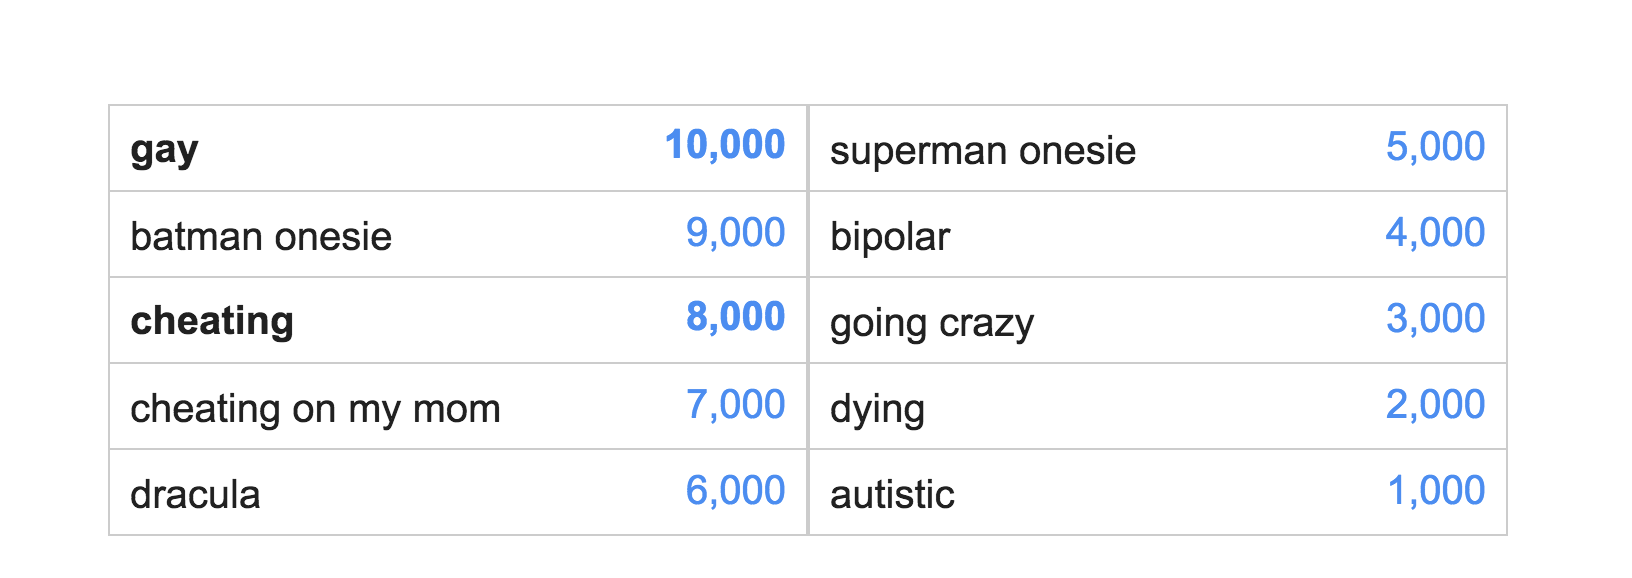 gay 10,000
batman onesie 9,000
cheating 8,000
cheating on my mom 7,000
dracula 6,000
superman onesie 5,000
bipolar 4,000
going crazy 3,000
dying 2,000
autistic 1,000